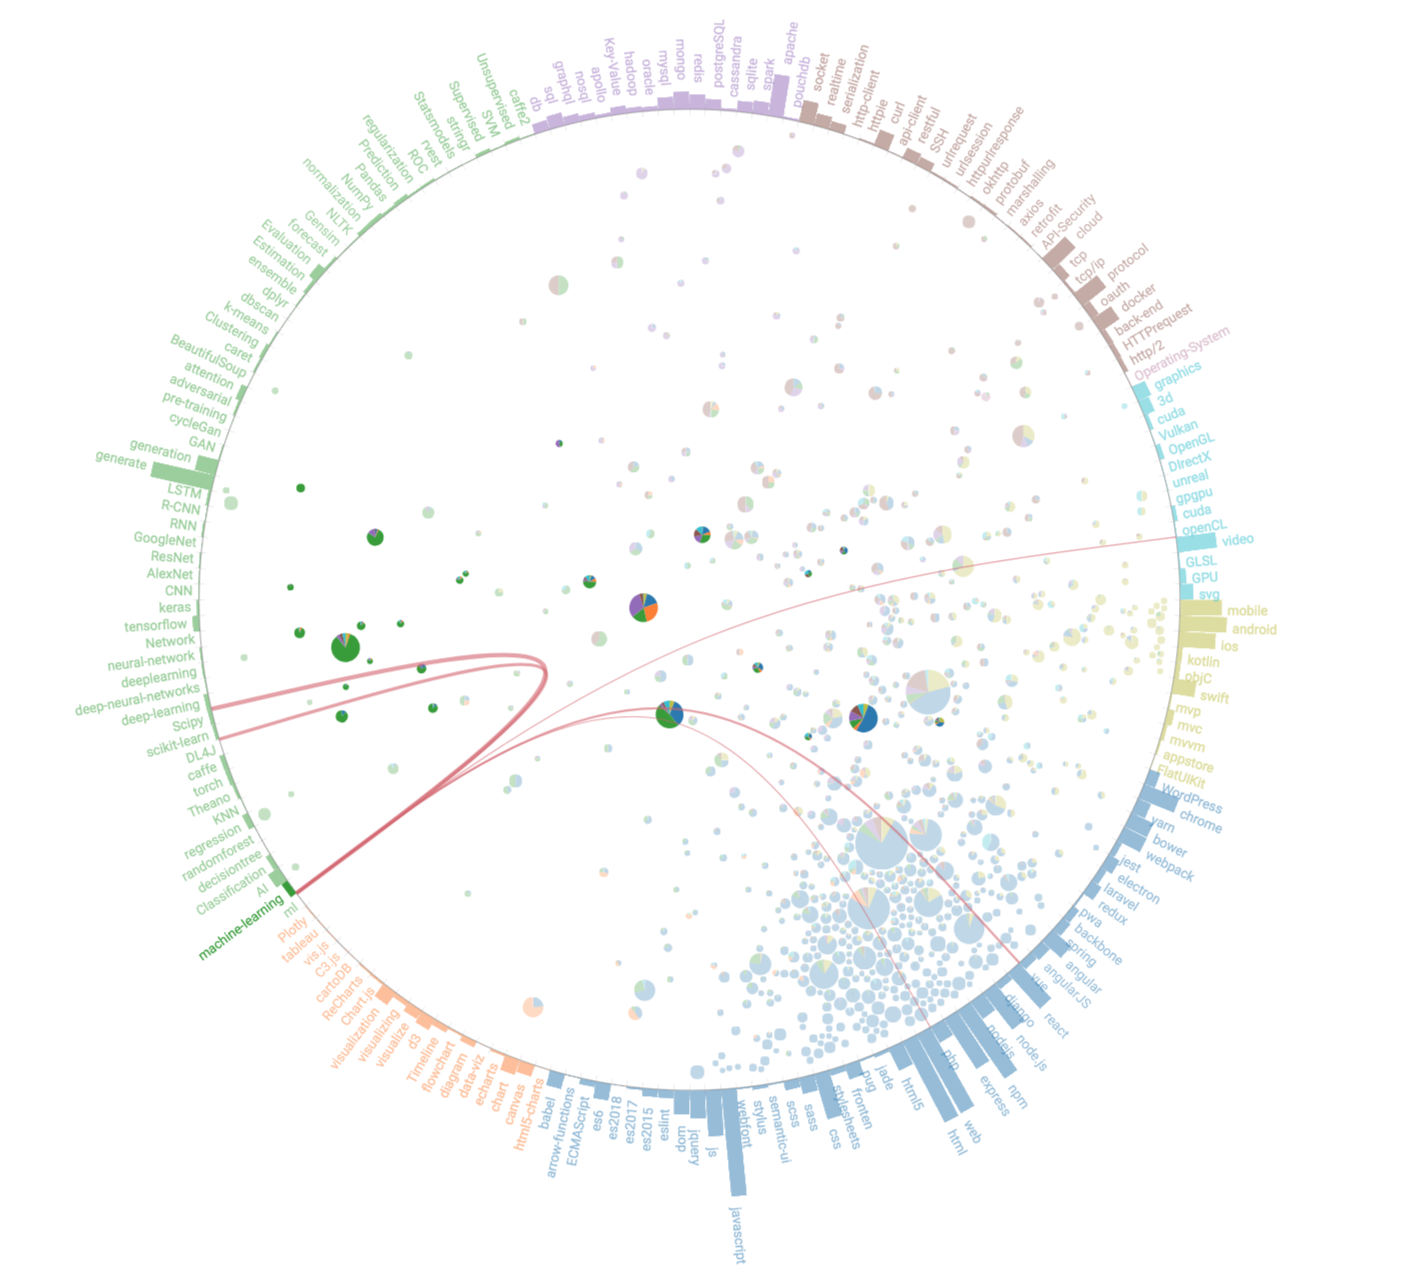 db
sql
graphql
nosql
apollo
Key-Value
hadoop
oracle
mysql
mongo
redis
postgreSQL
cassandra
sqlite
spark
apache
pouchdb
socket
realtime
serialization
http-client
httpie
curl
api-client
restful
SSH
urlrequest
urlsession
httpurlresponse
okhttp
protobuf
marshalling
axios
retrofit
API-Security
cloud
tcp
tcp/ip
protocol
oauth
docker
back-end
HTTPrequest
http/2
Operating-System
graphics
3d
cuda
Vulkan
OpenGL
DirectX
unreal
gpgpu
cuda
openCL
video
GLSL
GPU
svg
mobile
android
ios
kotlin
objC
swift
mvp
mvc
mvvm
appstore
FlatUIKit
WordPress
chrome
yarn
bower
webpack
jest
electron
laravel
redux
pwa
backbone
spring
angular
angularJS
vue
react
django
node.js
nodejs
npm
express
php
web
html
html5
jade
pug
fronten
stylesheets
css
sass
scss
semantic-ui
stylus
webfont
javascript
js
jquery
dom
eslint
es2015
es2017
es2018
es6
ECMAScript
arrow-functions
babel
html5-charts
canvas
chart
echarts
data-viz
diagram
flowchart
Timeline
d3
visualize
visualizing
visualization
Chart.js
ReCharts
cartoDB
C3.js
vis.js
tableau
Plotly
ml
machine-learning
AI
Classification
decisiontree
randomforest
regression
KNN
Theano
torch
caffe
DL4J
scikit-learn
Scipy
deep-learning
deep-neural-networks
deeplearning
neural-network
Network
tensorflow
keras
CNN
AlexNet
ResNet
GoogleNet
RNN
R-CNN
LSTM
generate
generation
GAN
cycleGan
pre-training
adversarial
attention
BeautifulSoup
caret
Clustering
k-means
dbscan
dplyr
ensemble
Estimation
Evaluation
forecast
Gensim
NLTK
normalization
NumPy
Pandas
Prediction
regularization
ROC
rvest
Statsmodels
stringr
Supervised
SVM
Unsupervised
caffe2